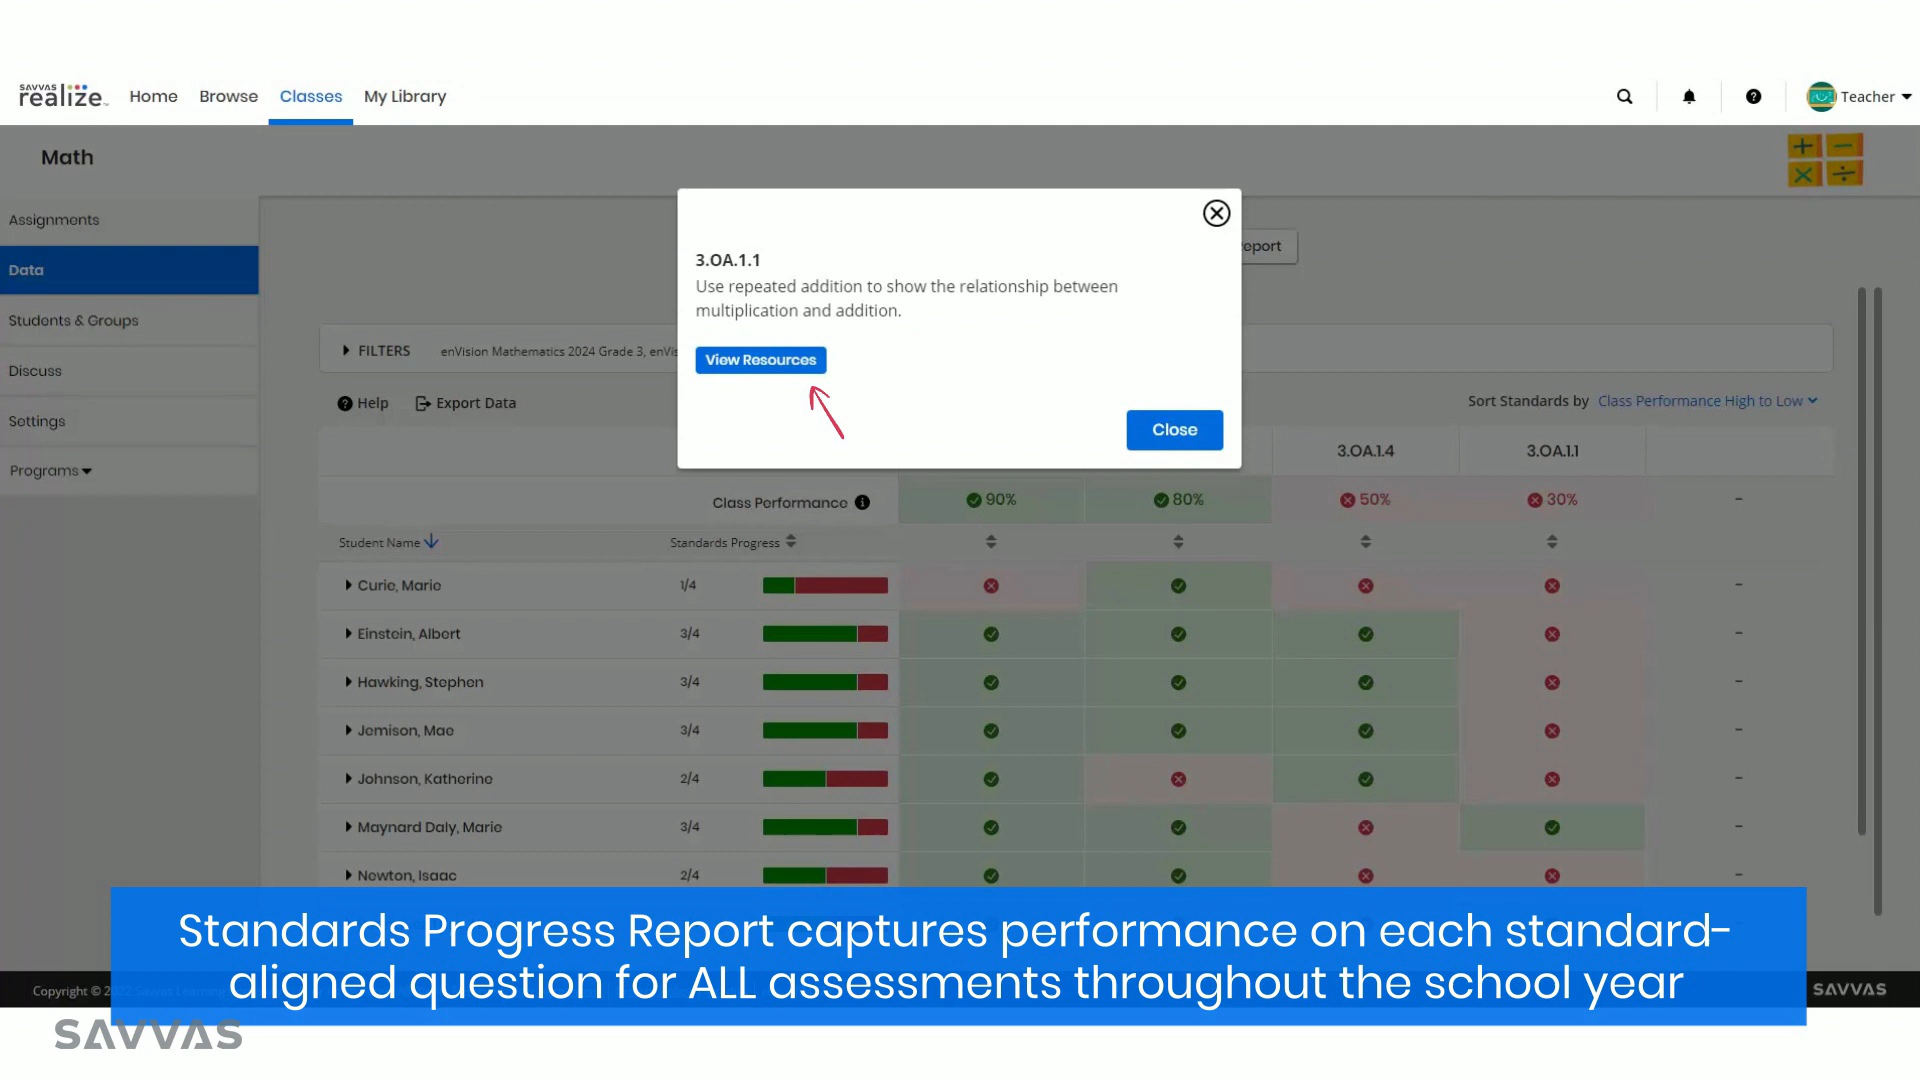 SAVVAS
realize™
Home Browse Classes My Library
Teacher
Math
Assignments
Data
Students & Groups
Discuss
Settings
Programs
eport
3.OA.1.1
Use repeated addition to show the relationship between
multiplication and addition.
View Resources
Close
FILTERS enVision Mathematics 2024 Grade 3, enVis
Help Export Data
Sort Standards by Class Performance High to Low
3.OA.1.4 3.OA.1.1
Class Performance 90% 80% 50% 30% –
Student Name Standards Progress
Curie, Marie 1/4 –
Einstein, Albert 3/4 –
Hawking, Stephen 3/4 –
Jemison, Mae 3/4 –
Johnson, Katherine 2/4 –
Maynard Daly, Marie 3/4 –
Newton, Isaac 2/4 –
Standards Progress Report captures performance on each standard-
aligned question for ALL assessments throughout the school year
Copyright © 2022 Savvas Learning
SAVVAS
SAVVAS